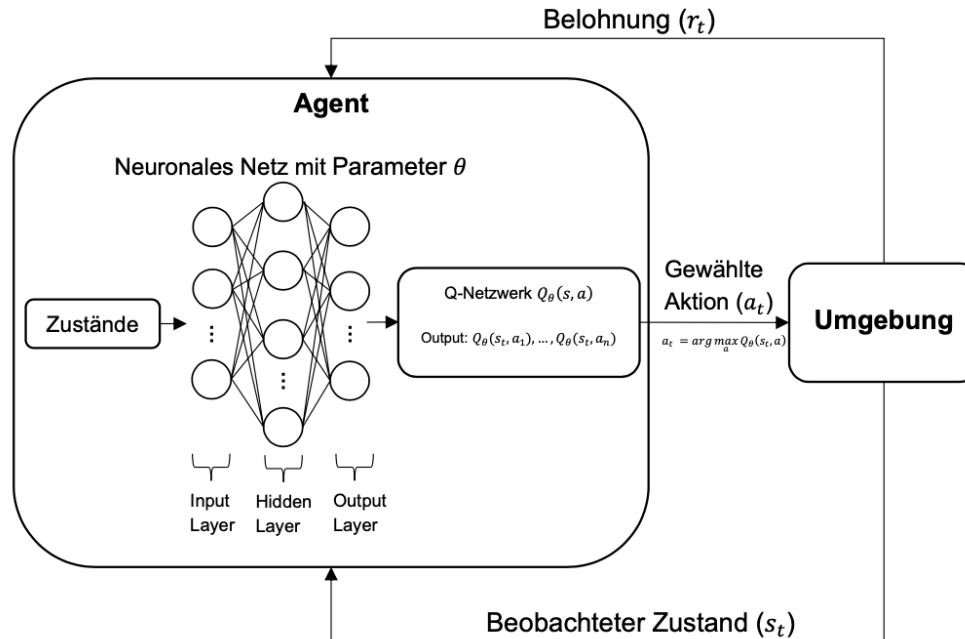 Belohnung (r_t)
Agent
Neuronales Netz mit Parameter θ
Zustände
Q-Netzwerk Q_θ(s, a)
Output: Q_θ(s_t, a_1), ..., Q_θ(s_t, a_n)
Gewählte
Aktion (a_t)
a_t = arg max_a Q_θ(s_t, a)
Umgebung
Input
Layer
Hidden
Layer
Output
Layer
Beobachteter Zustand (s_t)